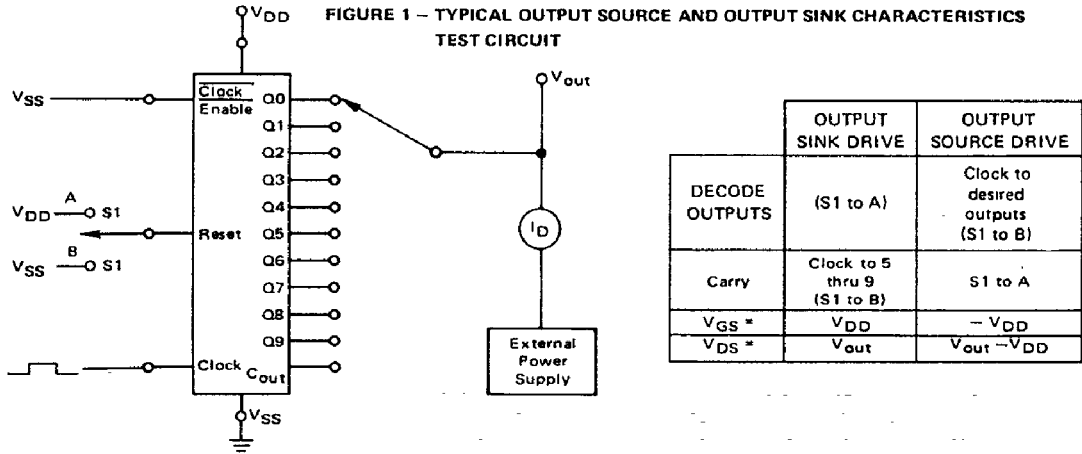 FIGURE 1 – TYPICAL OUTPUT SOURCE AND OUTPUT SINK CHARACTERISTICS
TEST CIRCUIT
VDD
VSS
Clock
Enable
Q0
Q1
Q2
Q3
Q4
Q5
Q6
Q7
Q8
Q9
Cout
Reset
Clock
VDD A S1
VSS B S1
VSS
Vout
ID
External
Power
Supply
OUTPUT
SINK DRIVE
OUTPUT
SOURCE DRIVE
DECODE
OUTPUTS
(S1 to A)
Clock to
desired
outputs
(S1 to B)
Carry
Clock to 5
thru 9
(S1 to B)
S1 to A
VGS = VDD – VDD
VDS = Vout Vout – VDD